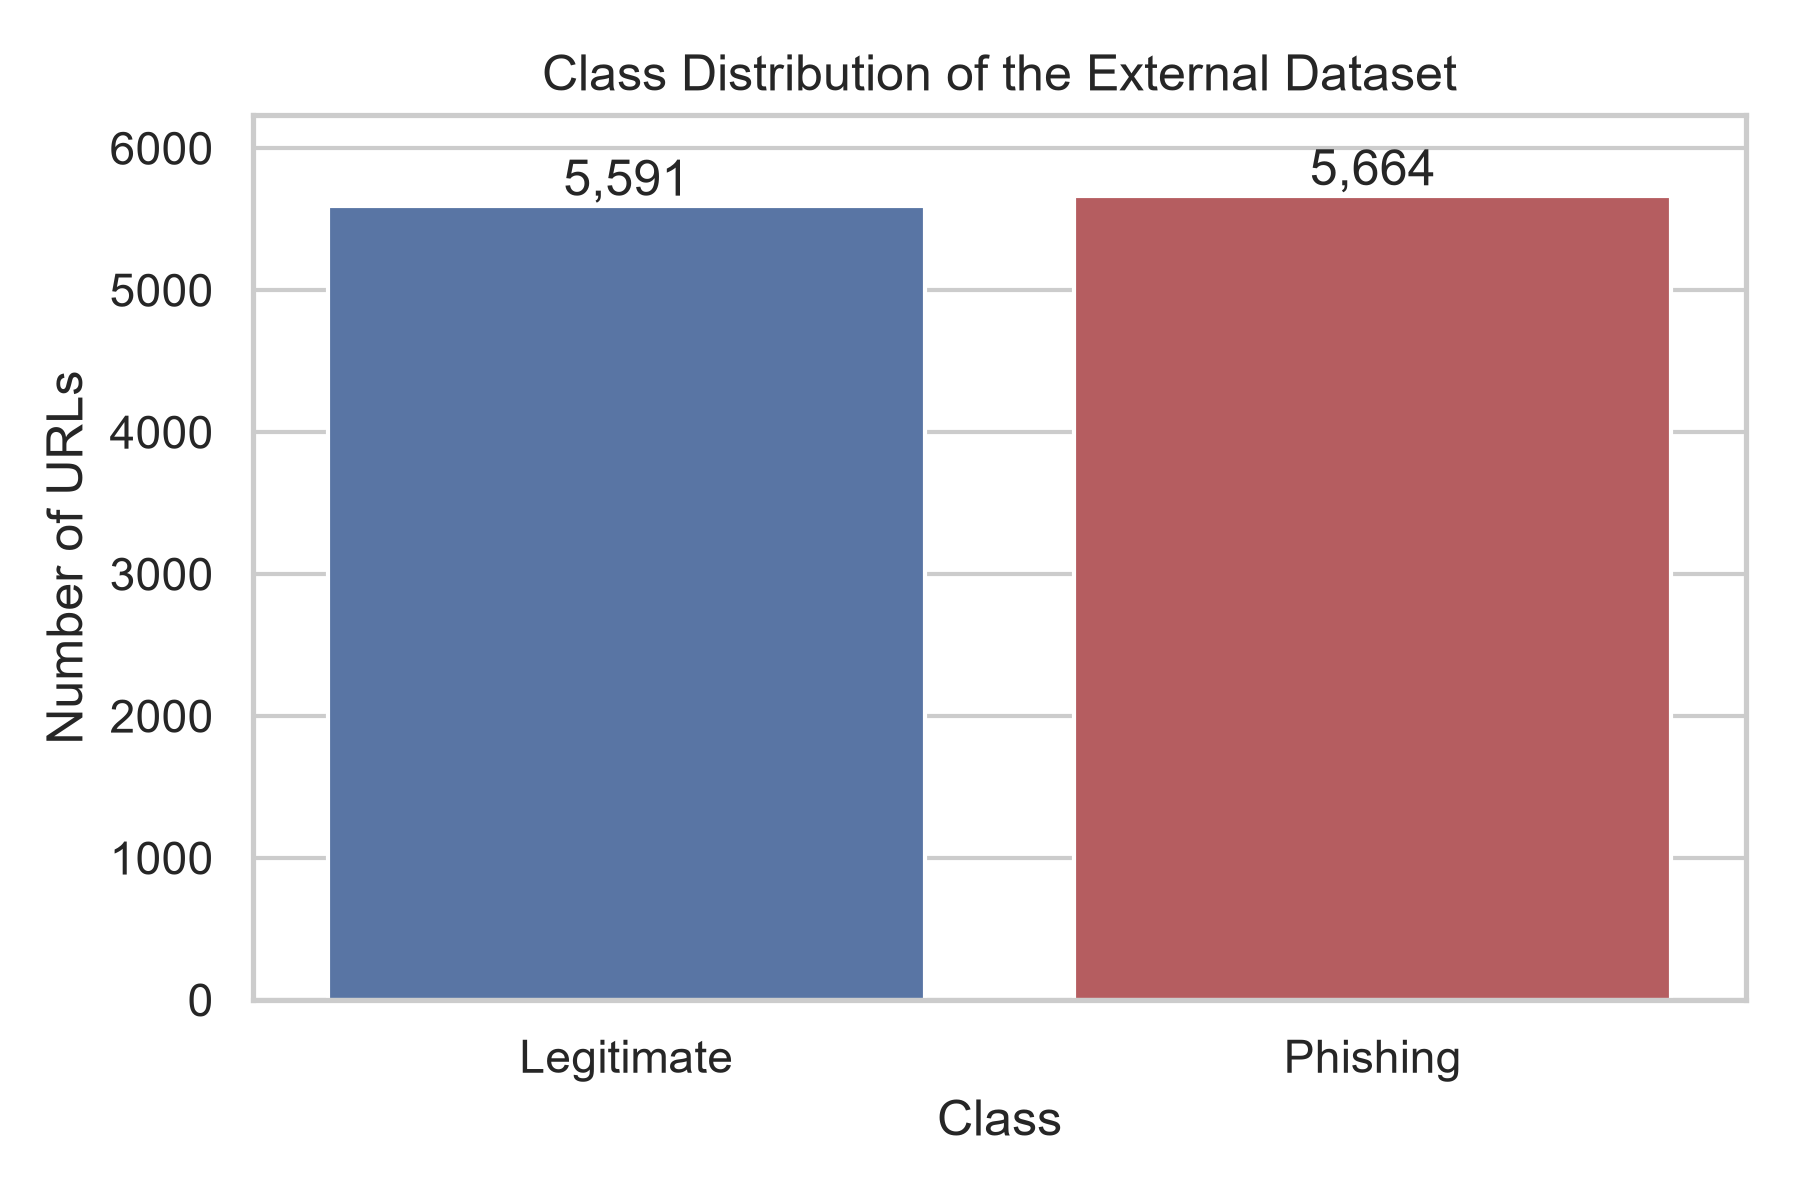 Class Distribution of the External Dataset
6000
5,591
5,664
5000
4000
3000
2000
1000
0
Number of URLs
Legitimate
Phishing
Class